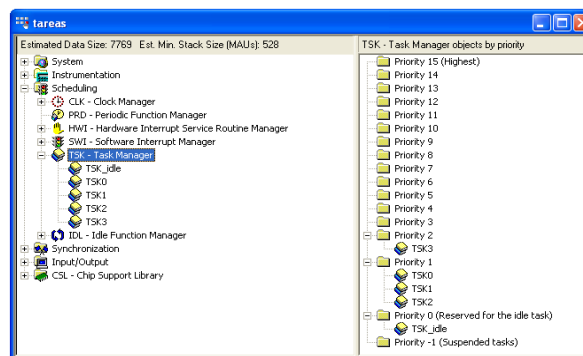 tareas
Estimated Data Size: 7769 Est. Min. Stack Size (MAUs): 528
System
Instrumentation
Scheduling
CLK - Clock Manager
PRD - Periodic Function Manager
HWI - Hardware Interrupt Service Routine Manager
SWI - Software Interrupt Manager
TSK - Task Manager
TSK_idle
TSK0
TSK1
TSK2
TSK3
IDL - Idle Function Manager
Synchronization
Input/Output
CSL - Chip Support Library
TSK - Task Manager objects by priority
Priority 15 (Highest)
Priority 14
Priority 13
Priority 12
Priority 11
Priority 10
Priority 9
Priority 8
Priority 7
Priority 6
Priority 5
Priority 4
Priority 3
Priority 2
TSK3
Priority 1
TSK0
TSK1
TSK2
Priority 0 (Reserved for the idle task)
TSK_idle
Priority -1 (Suspended tasks)